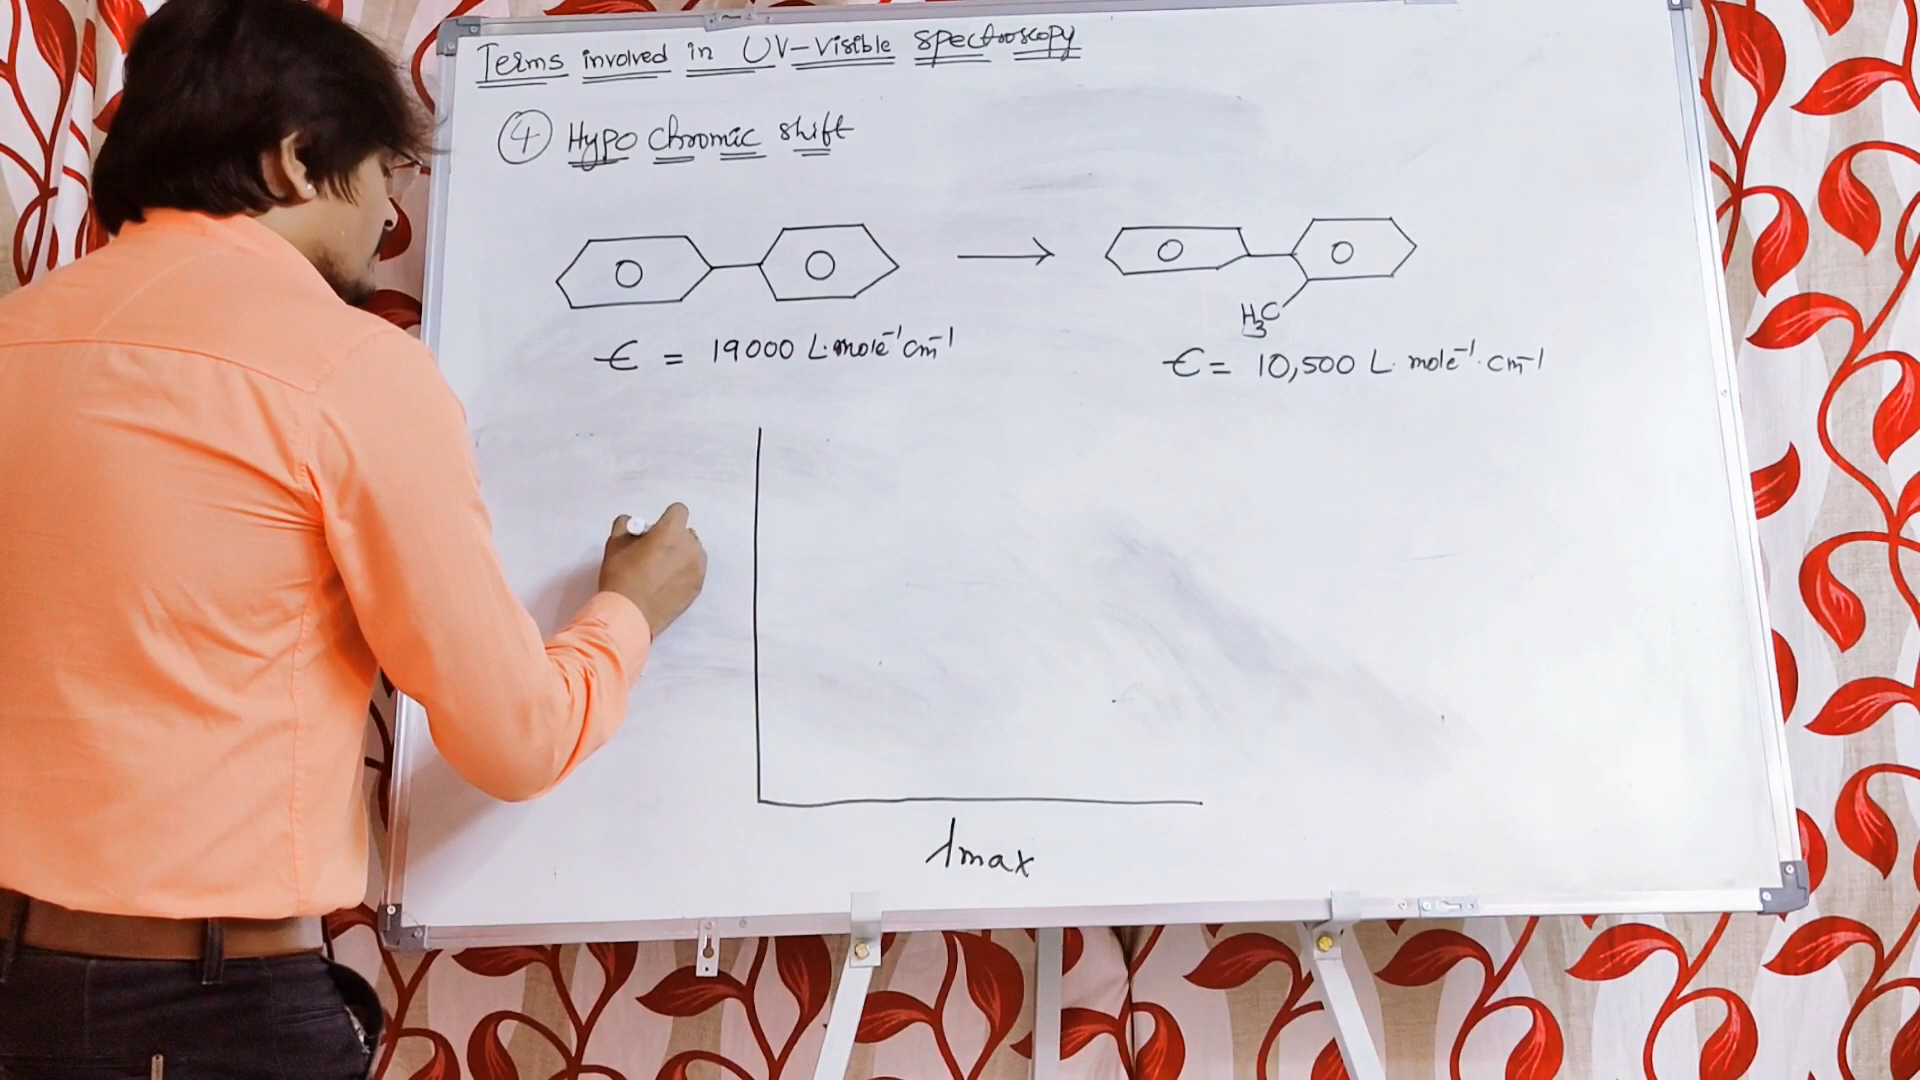 Terms involved in UV-Visible spectroscopy
④ Hypo chromic shift
H₃C
ε = 19000 L·mole⁻¹ cm⁻¹
ε = 10,500 L· mole⁻¹· cm⁻¹
λmax